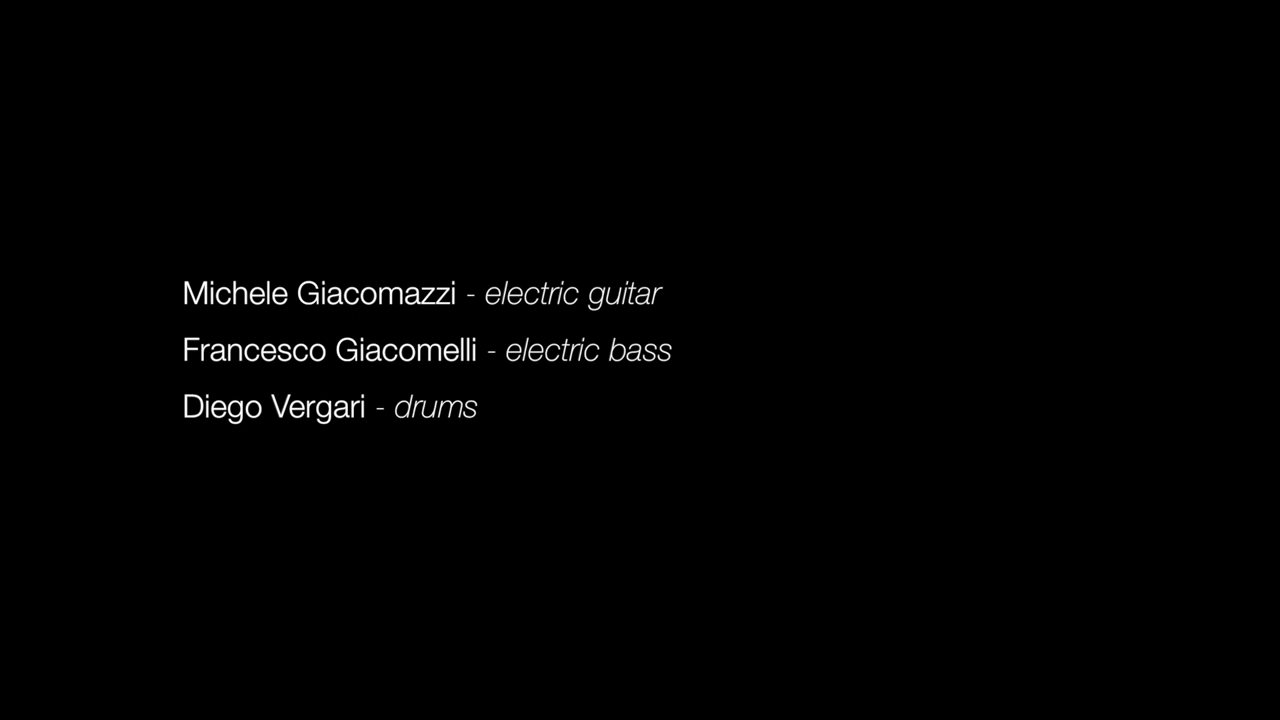 Michele Giacomazzi - electric guitar
Francesco Giacomelli - electric bass
Diego Vergari - drums